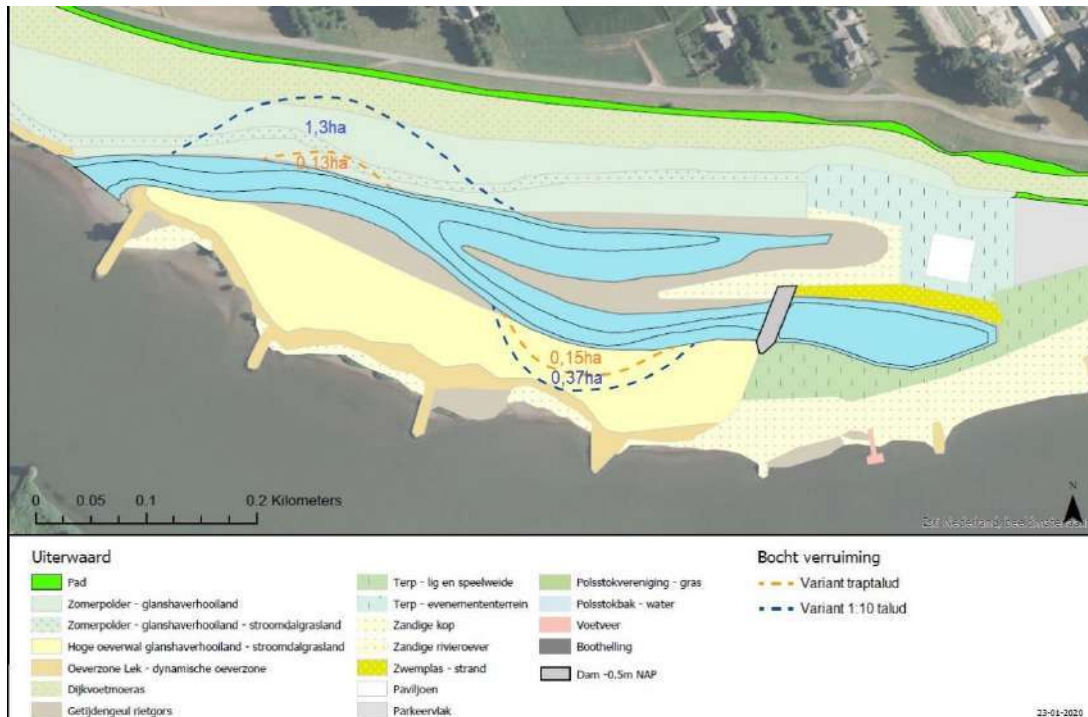 1,3ha
0,13ha
0,15ha
0,37ha
0 0.05 0.1 0.2 Kilometers
N
Esri Nederland, Beeldmateriaal
Uiterwaard
Pad
Zomerpolder - glanshaverhooiland
Zomerpolder - glanshaverhooiland - stroomdalgrasland
Hoge oeverwal glanshaverhooiland - stroomdalgrasland
Oeverzone Lek - dynamische oeverzone
Dijkvoetmoeras
Getijdengeul rietgors
Terp - lig en speelweide
Terp - evenemententerrein
Zandige kop
Zandige rivieroever
Zwemplas - strand
Paviljoen
Parkeervlak
Polsstokvereniging - gras
Polsstokbak - water
Voetveer
Boothelling
Dam -0.5m NAP
Bocht verruiming
Variant traptalud
Variant 1:10 talud
23-01-2020